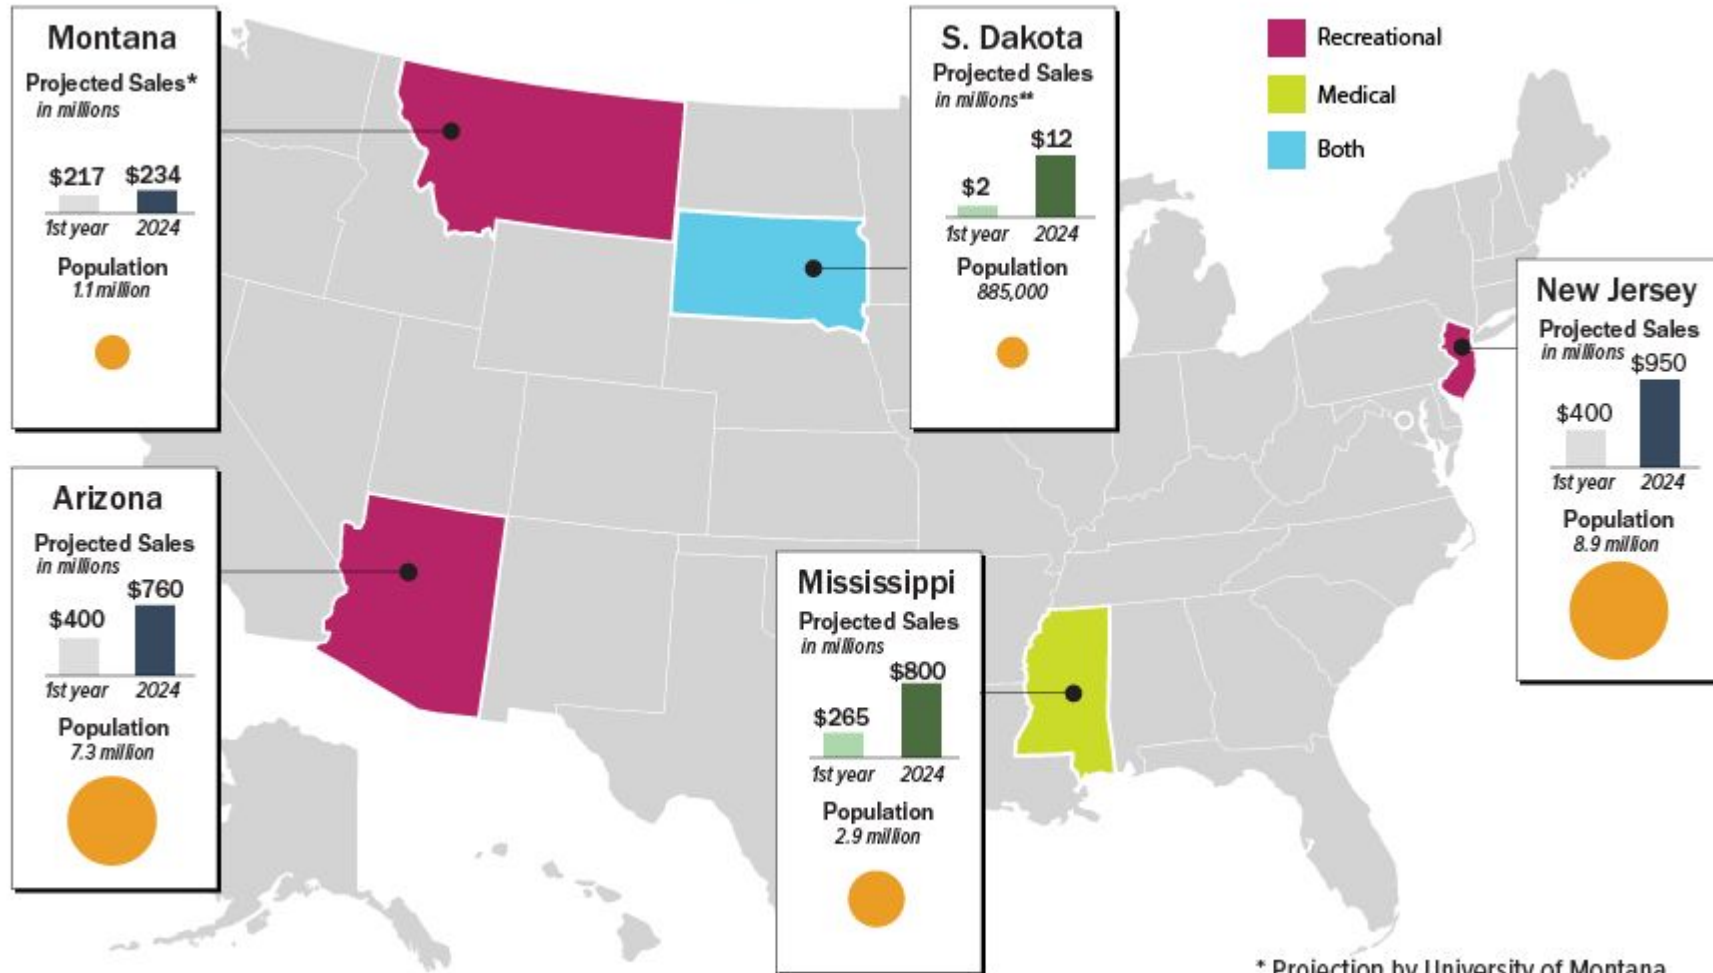 Montana
Projected Sales*
in millions
$217 $234
1st year 2024
Population
1.1 million
S. Dakota
Projected Sales
in millions**
$12
$2
1st year 2024
Population
885,000
Recreational
Medical
Both
New Jersey
Projected Sales
in millions
$950
$400
1st year 2024
Population
8.9 million
Arizona
Projected Sales
in millions
$760
$400
1st year 2024
Population
7.3 million
Mississippi
Projected Sales
in millions
$800
$265
1st year 2024
Population
2.9 million
* Projection by University of Montana